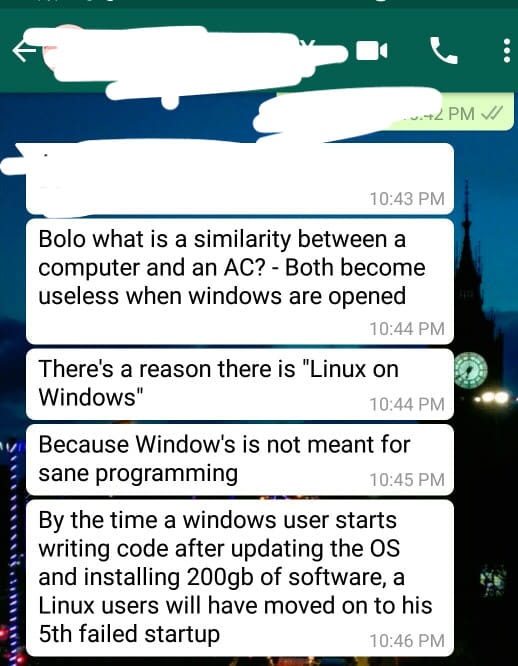 PM
10:43 PM
Bolo what is a similarity between a
computer and an AC? - Both become
useless when windows are opened
10:44 PM
There's a reason there is "Linux on
Windows"
10:44 PM
Because Window's is not meant for
sane programming
10:45 PM
By the time a windows user starts
writing code after updating the OS
and installing 200gb of software, a
Linux users will have moved on to his
5th failed startup
10:46 PM